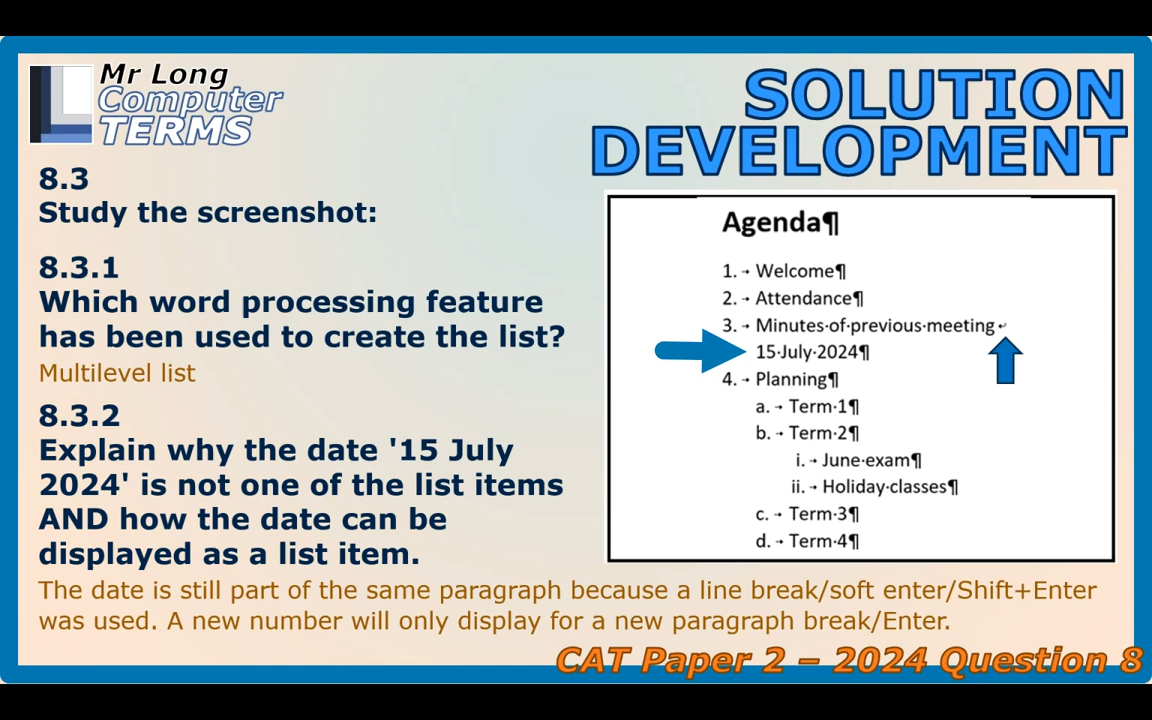 Mr Long
Computer
TERMS
SOLUTION
DEVELOPMENT
8.3
Study the screenshot:
8.3.1
Which word processing feature
has been used to create the list?
Multilevel list
8.3.2
Explain why the date '15 July
2024' is not one of the list items
AND how the date can be
displayed as a list item.
Agenda¶
1.→Welcome¶
2.→Attendance¶
3.→Minutes·of·previous·meeting↵
15·July·2024¶
4.→Planning¶
a.→Term·1¶
b.→Term·2¶
i.→June·exam¶
ii.→Holiday·classes¶
c.→Term·3¶
d.→Term·4¶
The date is still part of the same paragraph because a line break/soft enter/Shift+Enter
was used. A new number will only display for a new paragraph break/Enter.
CAT Paper 2 – 2024 Question 8